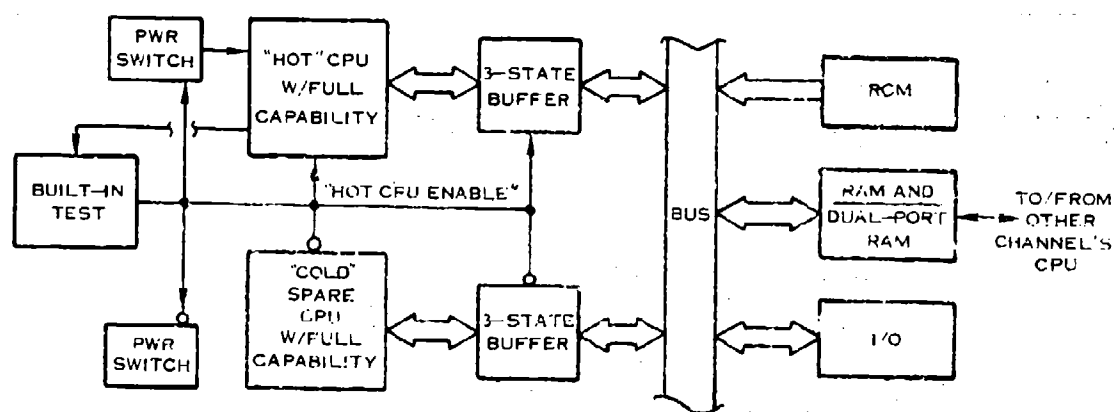 PWR
SWITCH
"HOT" CPU
W/FULL
CAPABILITY
3-STATE
BUFFER
RCM
BUILT-IN
TEST
"HOT CPU ENABLE"
BUS
RAM AND
DUAL-PORT
RAM
TO/FROM
OTHER
CHANNEL'S
CPU
"COLD"
SPARE
CPU
W/FULL
CAPABILITY
3-STATE
BUFFER
I/O
PWR
SWITCH